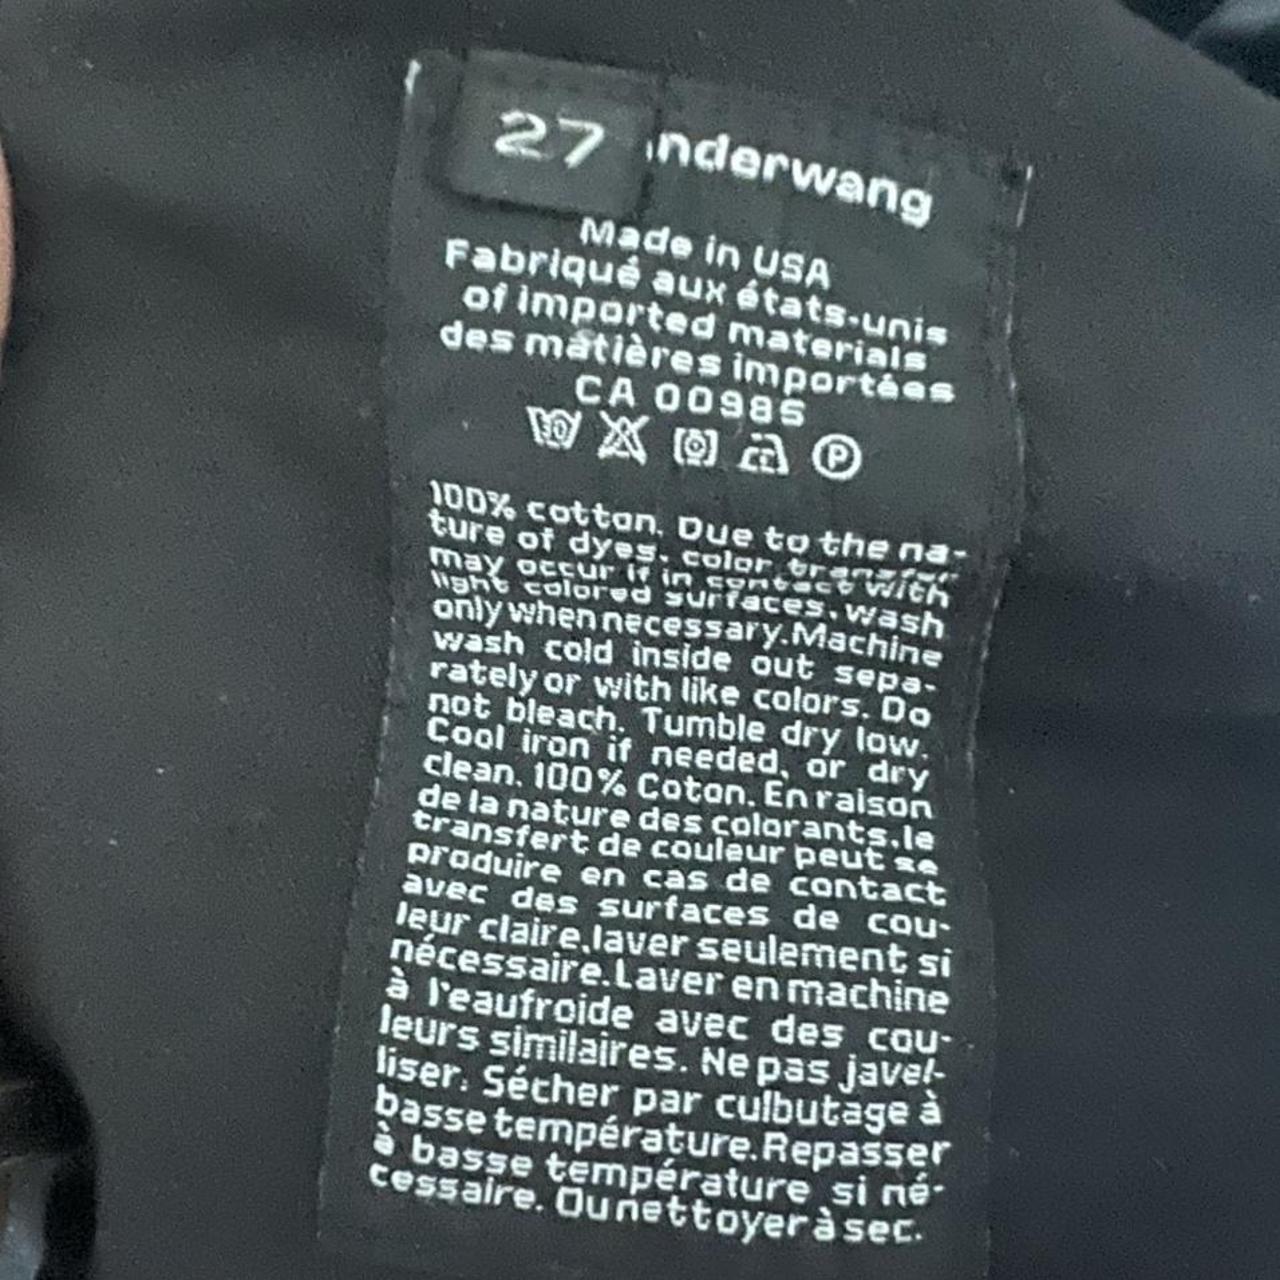 27
nderwang
Made in USA
Fabriqué aux états-unis
of imported materials
des matières importées
CA 00985
30
P
100% cotton. Due to the na-
ture of dyes, color transfer
may occur if in contact with
light colored surfaces, wash
only when necessary. Machine
wash cold inside out sepa-
rately or with like colors. Do
not bleach. Tumble dry low.
Cool iron if needed, or dry
clean. 100% Coton. En raison
de la nature des colorants, le
transfert de couleur peut se
produire en cas de contact
avec des surfaces de cou-
leur claire, laver seulement si
nécessaire. Laver en machine
à l'eau froide avec des cou-
leurs similaires. Ne pas javel-
liser. Sécher par culbutage à
basse température. Repasser
à basse température si né-
cessaire. Ou nettoyer à sec.